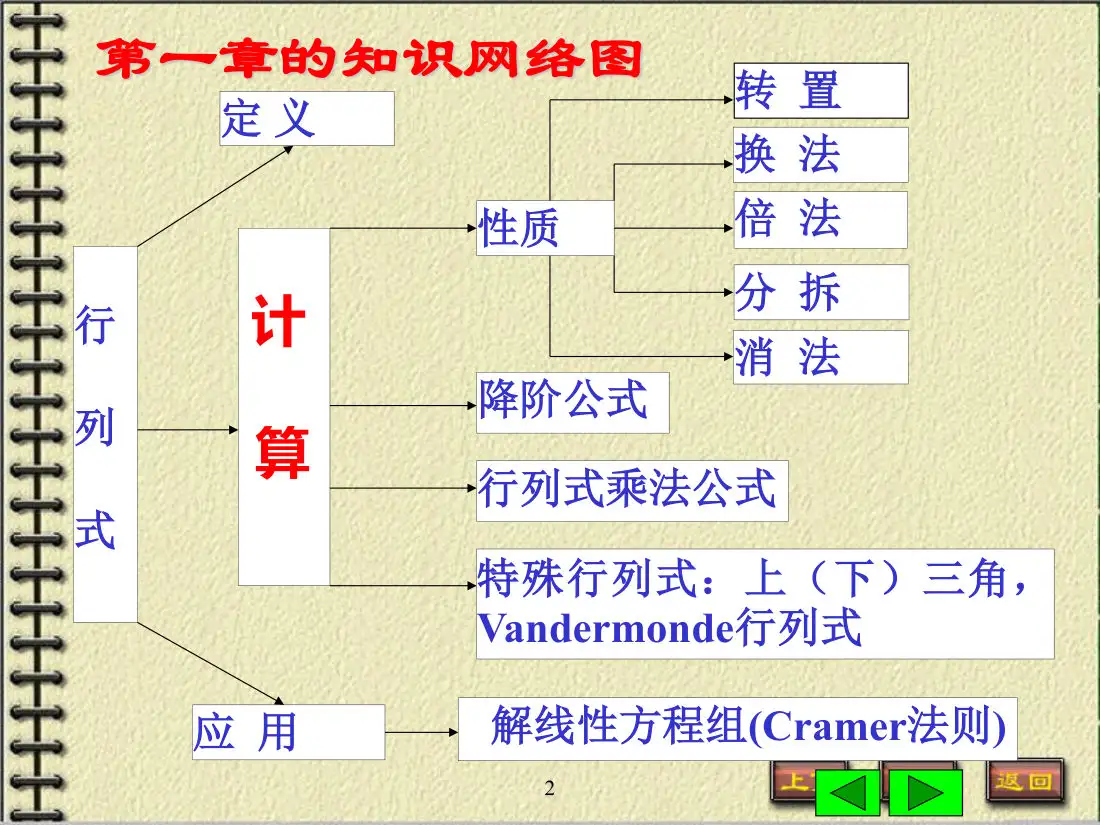 第一章的知识网络图
定 义
行
列
式
计
算
性质
转 置
换 法
倍 法
分 拆
消 法
降阶公式
行列式乘法公式
特殊行列式：上（下）三角，
Vandermonde行列式
应 用
解线性方程组(Cramer法则)
上
返回
2